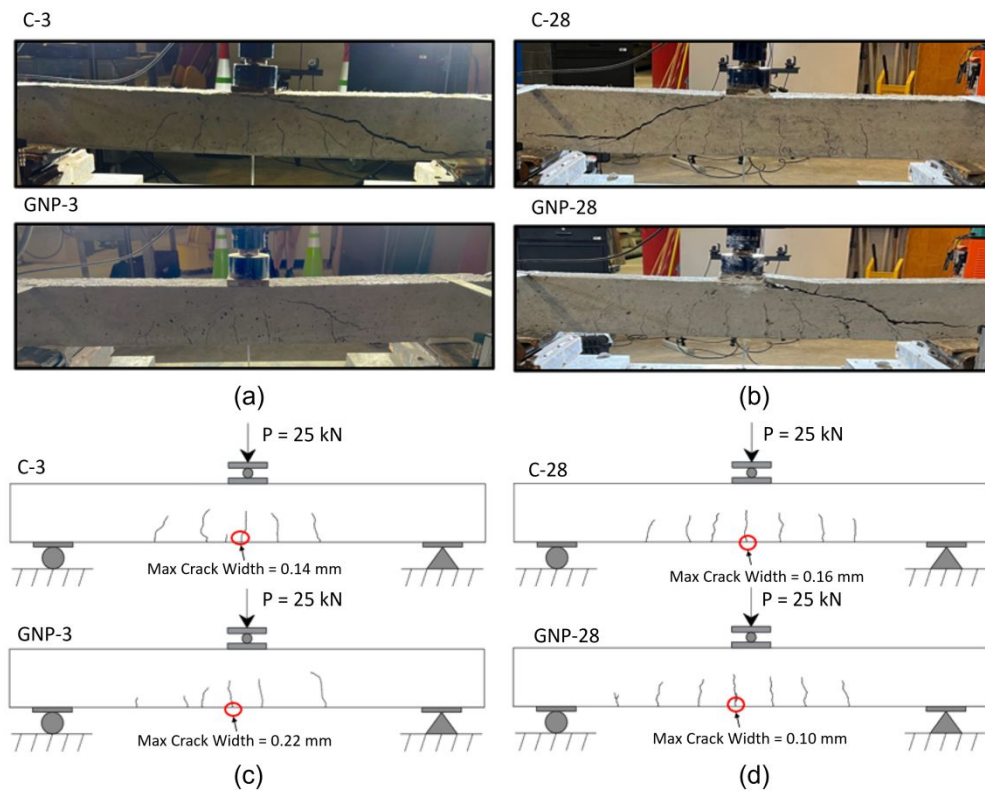 C-3
C-28
GNP-3
GNP-28
(a)
(b)
P = 25 kN
P = 25 kN
C-3
C-28
Max Crack Width = 0.14 mm
Max Crack Width = 0.16 mm
P = 25 kN
P = 25 kN
GNP-3
GNP-28
Max Crack Width = 0.22 mm
Max Crack Width = 0.10 mm
(c)
(d)